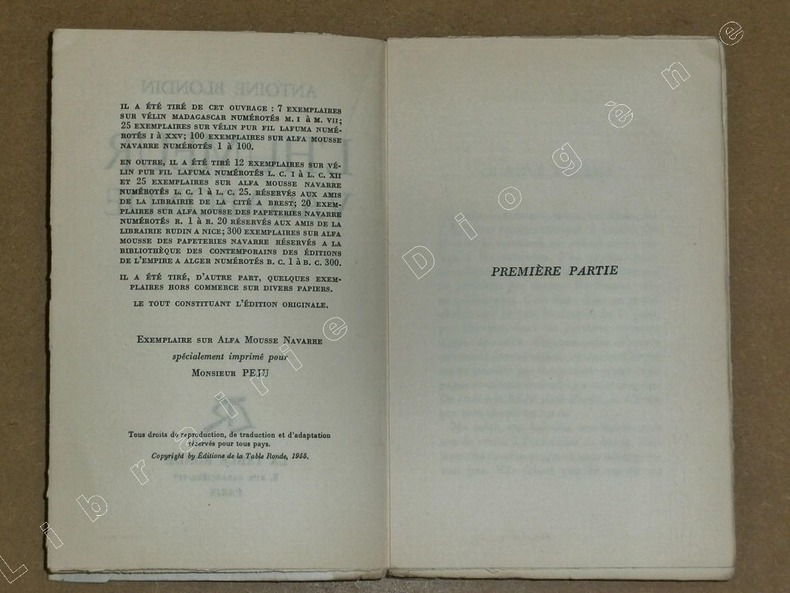 IL A ÉTÉ TIRÉ DE CET OUVRAGE : 7 EXEMPLAIRES
SUR VÉLIN MADAGASCAR NUMÉROTÉS M. I à M. VII ;
25 EXEMPLAIRES SUR VÉLIN PUR FIL LAFUMA NUMÉ-
ROTÉS I à XXV ; 100 EXEMPLAIRES SUR ALFA MOUSSE
NAVARRE NUMÉROTÉS 1 à 100.
EN OUTRE, IL A ÉTÉ TIRÉ 12 EXEMPLAIRES SUR VÉ-
LIN PUR FIL LAFUMA NUMÉROTÉS L. C. I à L. C. XII
ET 25 EXEMPLAIRES SUR ALFA MOUSSE NAVARRE
NUMÉROTÉS L. C. 1 à L. C. 25. RÉSERVÉS AUX AMIS
DE LA LIBRAIRIE DE LA CITÉ A BREST ; 20 EXEM-
PLAIRES SUR ALFA MOUSSE DES PAPETERIES NAVARRE
NUMÉROTÉS R. 1 à R. 20 RÉSERVÉS AUX AMIS DE LA
LIBRAIRIE RUDIN A NICE ; 300 EXEMPLAIRES SUR ALFA
MOUSSE DES PAPETERIES NAVARRE RÉSERVÉS A LA
BIBLIOTHÈQUE DES CONTEMPORAINS DES ÉDITIONS
DE L'EMPIRE A ALGER NUMÉROTÉS B. C. 1 à B. C. 300.
IL A ÉTÉ TIRÉ, D'AUTRE PART, QUELQUES EXEM-
PLAIRES HORS COMMERCE SUR DIVERS PAPIERS.
LE TOUT CONSTITUANT L'ÉDITION ORIGINALE.
EXEMPLAIRE SUR ALFA MOUSSE NAVARRE
spécialement imprimé pour
MONSIEUR PEJU
Tous droits de reproduction, de traduction et d'adaptation
réservés pour tous pays.
Copyright by Éditions de la Table Ronde, 1955.
PREMIÈRE PARTIE
Librairie Diogène